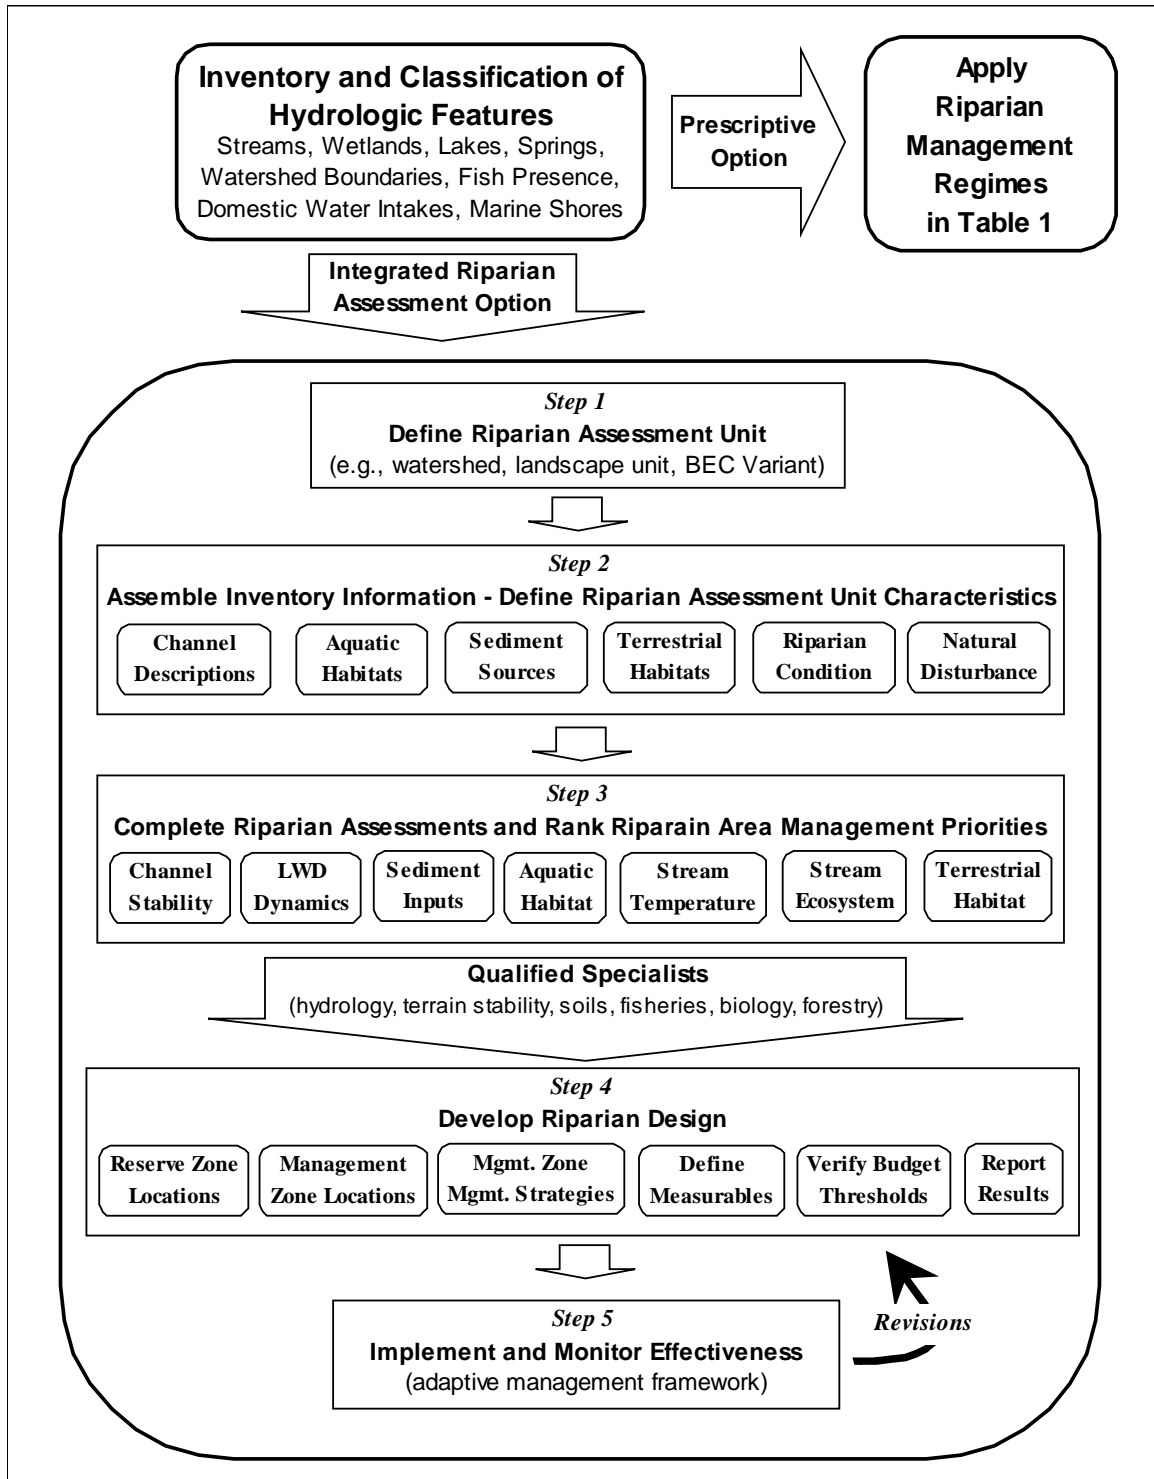 Inventory and Classification of
Hydrologic Features
Streams, Wetlands, Lakes, Springs,
Watershed Boundaries, Fish Presence,
Domestic Water Intakes, Marine Shores
Prescriptive
Option
Apply
Riparian
Management
Regimes
in Table 1
Integrated Riparian
Assessment Option
Step 1
Define Riparian Assessment Unit
(e.g., watershed, landscape unit, BEC Variant)
Step 2
Assemble Inventory Information - Define Riparian Assessment Unit Characteristics
Channel
Descriptions
Aquatic
Habitats
Sediment
Sources
Terrestrial
Habitats
Riparian
Condition
Natural
Disturbance
Step 3
Complete Riparian Assessments and Rank Riparain Area Management Priorities
Channel
Stability
LWD
Dynamics
Sediment
Inputs
Aquatic
Habitat
Stream
Temperature
Stream
Ecosystem
Terrestrial
Habitat
Qualified Specialists
(hydrology, terrain stability, soils, fisheries, biology, forestry)
Step 4
Develop Riparian Design
Reserve Zone
Locations
Management
Zone Locations
Mgmt. Zone
Mgmt. Strategies
Define
Measurables
Verify Budget
Thresholds
Report
Results
Step 5
Implement and Monitor Effectiveness
(adaptive management framework)
Revisions